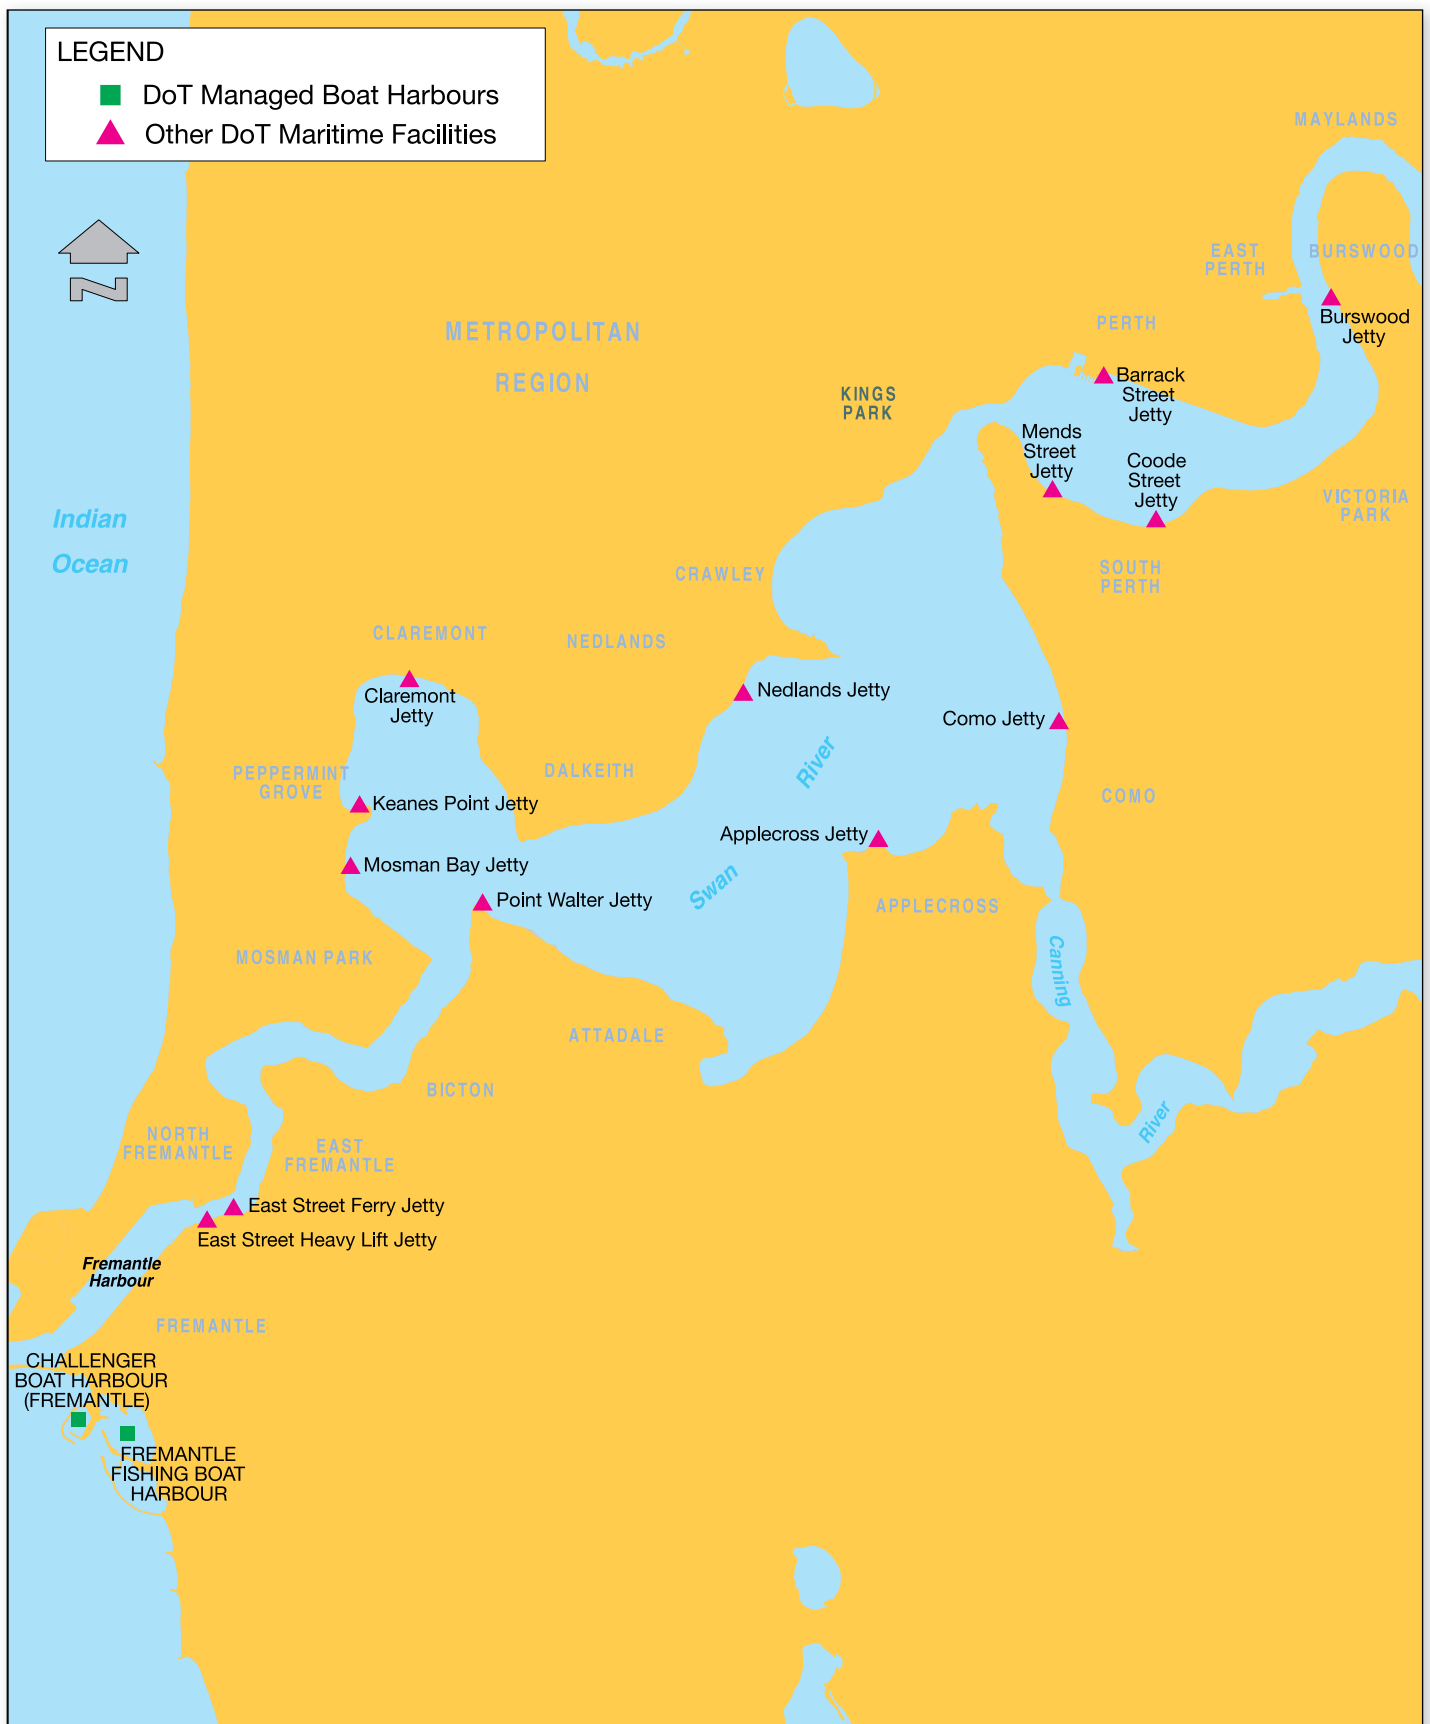 LEGEND
DoT Managed Boat Harbours
Other DoT Maritime Facilities
N
MAYLANDS
EAST
PERTH
BURSWOOD
Burswood
Jetty
PERTH
METROPOLITAN
REGION
KINGS
PARK
Barrack
Street
Jetty
Mends
Street
Jetty
Coode
Street
Jetty
VICTORIA
PARK
Indian
Ocean
CRAWLEY
SOUTH
PERTH
CLAREMONT
NEDLANDS
Claremont
Jetty
Nedlands Jetty
Como Jetty
River
PEPPERMINT
GROVE
DALKEITH
COMO
Keanes Point Jetty
Applecross Jetty
Mosman Bay Jetty
Swan
Point Walter Jetty
APPLECROSS
MOSMAN PARK
Canning
ATTADALE
BICTON
River
NORTH
FREMANTLE
EAST
FREMANTLE
East Street Ferry Jetty
East Street Heavy Lift Jetty
Fremantle
Harbour
FREMANTLE
CHALLENGER
BOAT HARBOUR
(FREMANTLE)
FREMANTLE
FISHING BOAT
HARBOUR